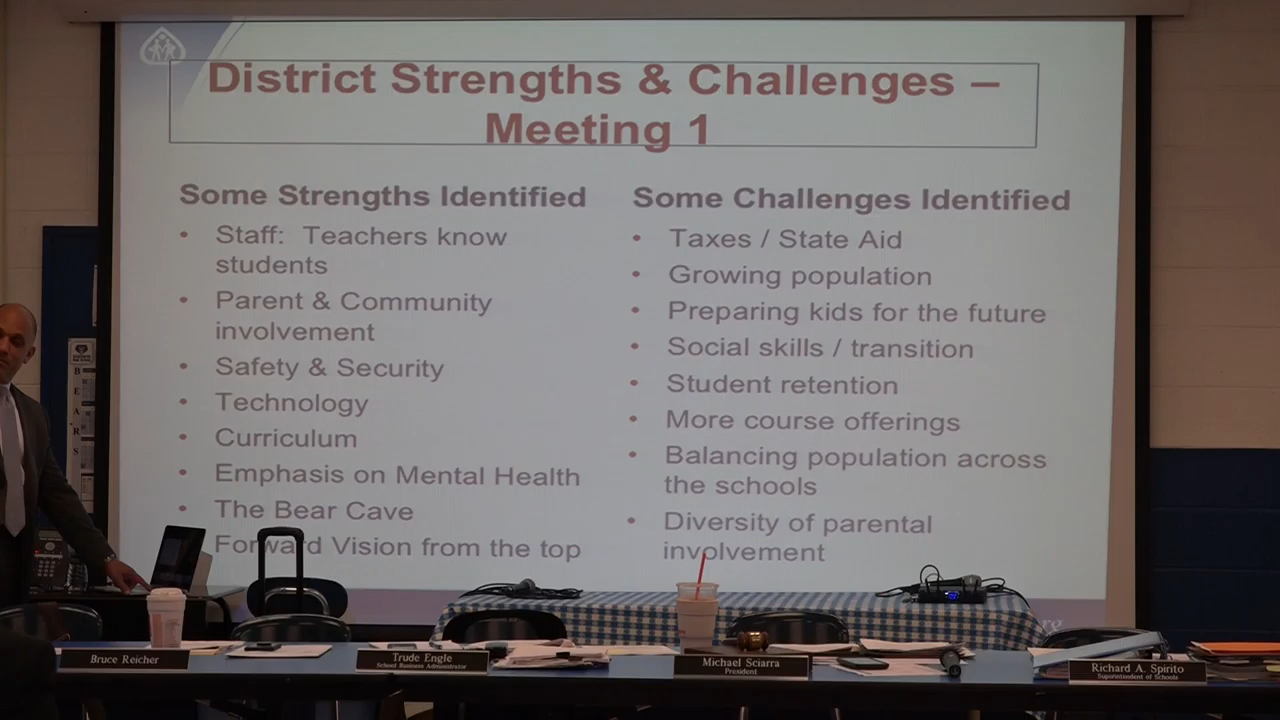 District Strengths & Challenges –
Meeting 1
Some Strengths Identified
• Staff: Teachers know
students
• Parent & Community
involvement
• Safety & Security
• Technology
• Curriculum
• Emphasis on Mental Health
• The Bear Cave
Forward Vision from the top
Some Challenges Identified
• Taxes / State Aid
• Growing population
• Preparing kids for the future
• Social skills / transition
• Student retention
• More course offerings
• Balancing population across
the schools
• Diversity of parental
involvement
BEARS
Bruce Reicher
Trude Engle
School Business Administrator
Michael Sciarra
President
Richard A. Spirito
Superintendent of Schools